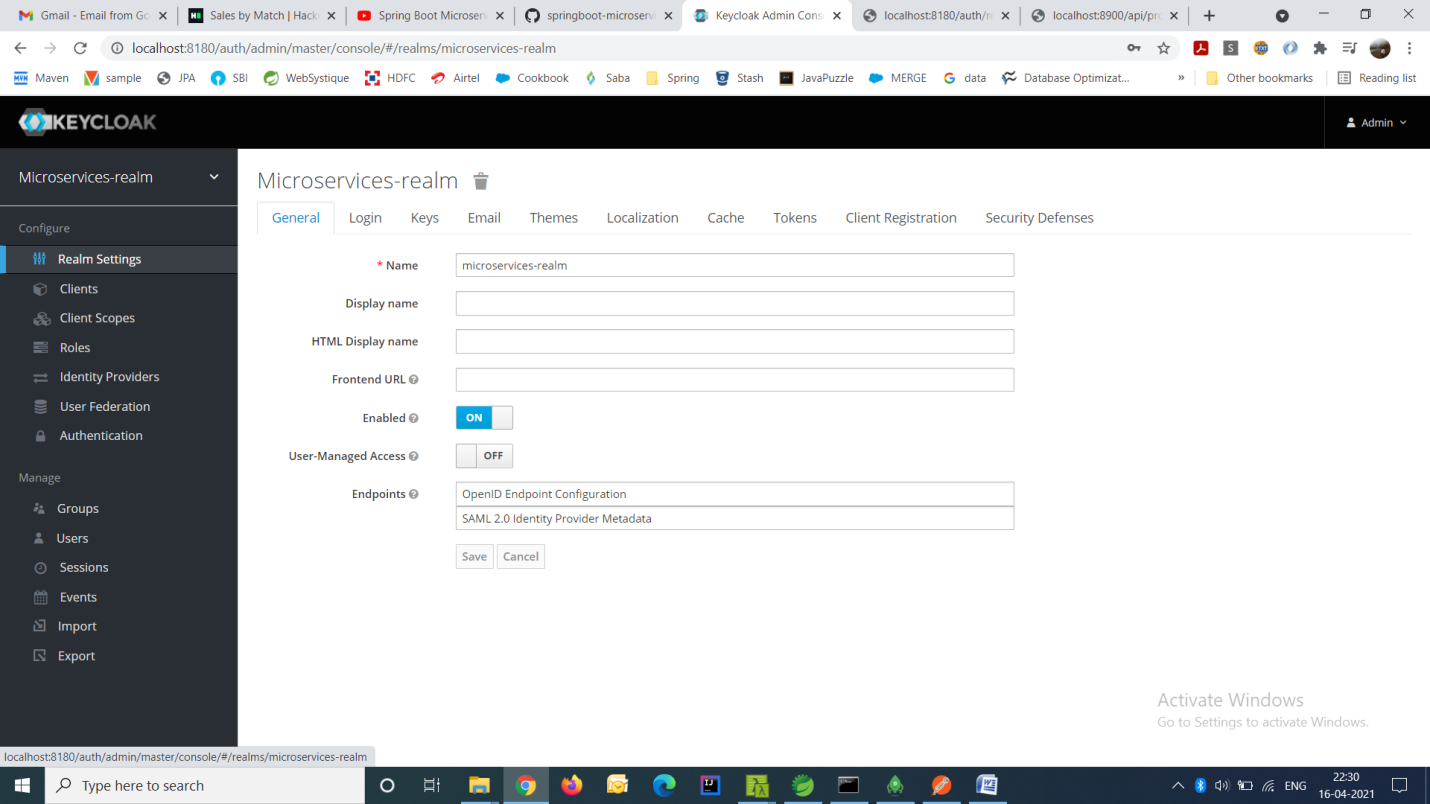 Gmail - Email from Go
Sales by Match | Hack
Spring Boot Microserv
springboot-microservi
Keycloak Admin Cons
localhost:8180/auth/re
localhost:8900/api/pro
localhost:8180/auth/admin/master/console/#/realms/microservices-realm
Maven
sample
JPA
SBI
WebSystique
HDFC
Airtel
Cookbook
Saba
Spring
Stash
JavaPuzzle
MERGE
data
Database Optimizat...
»
Other bookmarks
Reading list
KEYCLOAK
Admin
Microservices-realm
Configure
Realm Settings
Clients
Client Scopes
Roles
Identity Providers
User Federation
Authentication
Manage
Groups
Users
Sessions
Events
Import
Export
Microservices-realm
General Login Keys Email Themes Localization Cache Tokens Client Registration Security Defenses
* Name microservices-realm
Display name
HTML Display name
Frontend URL
Enabled ON
User-Managed Access OFF
Endpoints OpenID Endpoint Configuration
SAML 2.0 Identity Provider Metadata
Save Cancel
Activate Windows
Go to Settings to activate Windows.
localhost:8180/auth/admin/master/console/#/realms/microservices-realm
Type here to search
ENG
22:30
16-04-2021